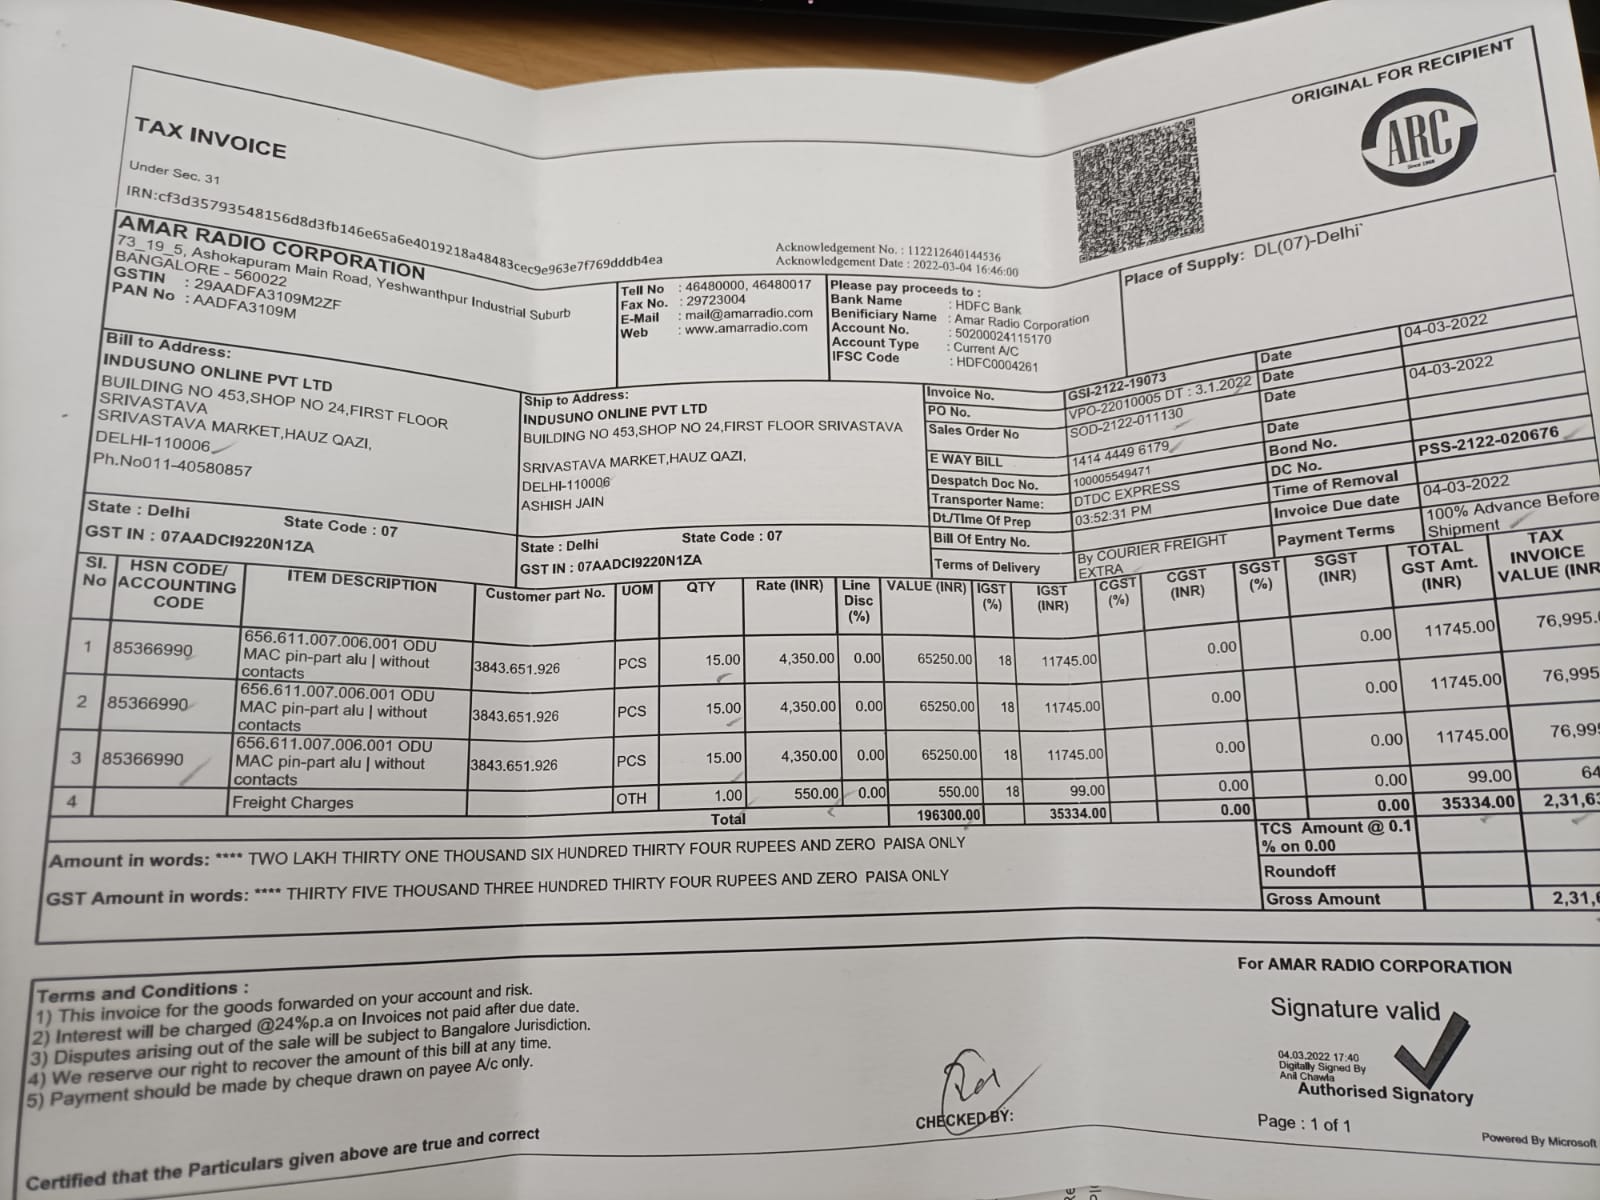 ORIGINAL FOR RECIPIENT
ARC
Since 1966
TAX INVOICE
Under Sec. 31
IRN:cf3d35793548156d8d3fb146e65a6e4019218a48483cec9e963e7f769dddb4ea
Acknowledgement No. : 112212640144536
Acknowledgement Date : 2022-03-04 16:46:00
AMAR RADIO CORPORATION
73_19_5, Ashokapuram Main Road, Yeshwanthpur Industrial Suburb
BANGALORE - 560022
GSTIN : 29AADFA3109M2ZF
PAN No : AADFA3109M
Tell No : 46480000, 46480017
Fax No. : 29723004
E-Mail : mail@amarradio.com
Web : www.amarradio.com
Please pay proceeds to :
Bank Name : HDFC Bank
Benificiary Name : Amar Radio Corporation
Account No. : 50200024115170
Account Type : Current A/C
IFSC Code : HDFC0004261
Place of Supply: DL(07)-Delhi
Bill to Address:
INDUSUNO ONLINE PVT LTD
BUILDING NO 453,SHOP NO 24,FIRST FLOOR
SRIVASTAVA
SRIVASTAVA MARKET,HAUZ QAZI,
DELHI-110006
Ph.No011-40580857
State : Delhi State Code : 07
GST IN : 07AADCI9220N1ZA
Ship to Address:
INDUSUNO ONLINE PVT LTD
BUILDING NO 453,SHOP NO 24,FIRST FLOOR SRIVASTAVA
SRIVASTAVA MARKET,HAUZ QAZI,
DELHI-110006
ASHISH JAIN
State : Delhi State Code : 07
GST IN : 07AADCI9220N1ZA
Invoice No. GSI-2122-19073 Date 04-03-2022
PO No. VPO-22010005 DT : 3.1.2022 Date
Sales Order No SOD-2122-011130 Date 04-03-2022
E WAY BILL 1414 4449 6179 Date
Despatch Doc No. 100005549471 Bond No.
Transporter Name: DTDC EXPRESS DC No. PSS-2122-020676
Dt./TIme Of Prep 03:52:31 PM Time of Removal
Bill Of Entry No. Invoice Due date 04-03-2022
Terms of Delivery By COURIER FREIGHT EXTRA Payment Terms 100% Advance Before Shipment
SI. No HSN CODE/ ACCOUNTING CODE ITEM DESCRIPTION Customer part No. UOM QTY Rate (INR) Line Disc (%) VALUE (INR) IGST (%) IGST (INR) CGST (%) CGST (INR) SGST (%) SGST (INR) TOTAL GST Amt. (INR) TAX INVOICE VALUE (INR
1 85366990 656.611.007.006.001 ODU MAC pin-part alu | without contacts 3843.651.926 PCS 15.00 4,350.00 0.00 65250.00 18 11745.00 0.00 0.00 11745.00 76,995.
2 85366990 656.611.007.006.001 ODU MAC pin-part alu | without contacts 3843.651.926 PCS 15.00 4,350.00 0.00 65250.00 18 11745.00 0.00 0.00 11745.00 76,995
3 85366990 656.611.007.006.001 ODU MAC pin-part alu | without contacts 3843.651.926 PCS 15.00 4,350.00 0.00 65250.00 18 11745.00 0.00 0.00 11745.00 76,99
4 Freight Charges OTH 1.00 550.00 0.00 550.00 18 99.00 0.00 0.00 99.00 64
Total 196300.00 35334.00 0.00 0.00 35334.00 2,31,63
Amount in words: **** TWO LAKH THIRTY ONE THOUSAND SIX HUNDRED THIRTY FOUR RUPEES AND ZERO PAISA ONLY
GST Amount in words: **** THIRTY FIVE THOUSAND THREE HUNDRED THIRTY FOUR RUPEES AND ZERO PAISA ONLY
TCS Amount @ 0.1
% on 0.00
Roundoff
Gross Amount 2,31,6
Terms and Conditions :
1) This invoice for the goods forwarded on your account and risk.
2) Interest will be charged @24%p.a on Invoices not paid after due date.
3) Disputes arising out of the sale will be subject to Bangalore Jurisdiction.
4) We reserve our right to recover the amount of this bill at any time.
5) Payment should be made by cheque drawn on payee A/c only.
Certified that the Particulars given above are true and correct
CHECKED BY:
For AMAR RADIO CORPORATION
Signature valid
04.03.2022 17:40
Digitally Signed By
Anil Chawla
Authorised Signatory
Page : 1 of 1
Powered By Microsoft